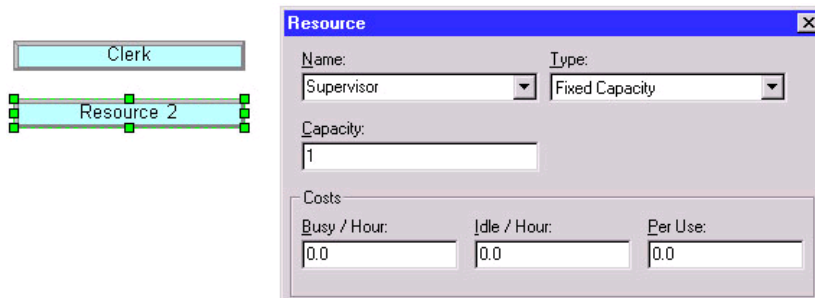 Clerk
Resource 2
Resource
Name:
Type:
Supervisor
Fixed Capacity
Capacity:
1
Costs
Busy / Hour:
Idle / Hour:
Per Use:
0.0
0.0
0.0